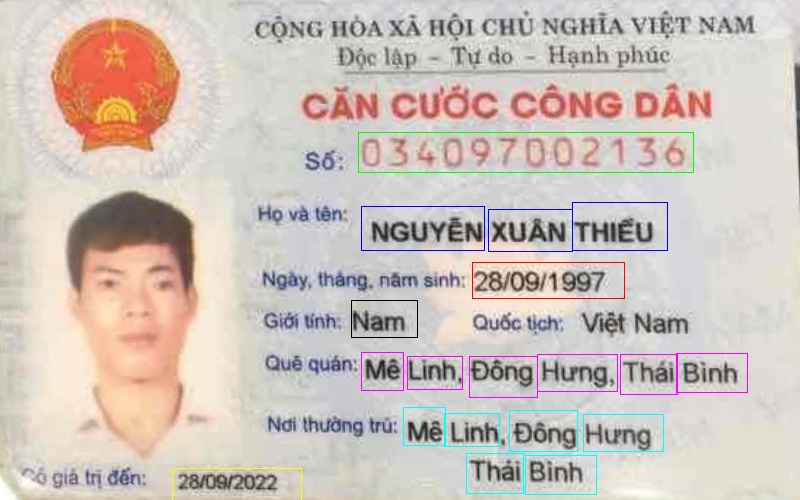 CỘNG HÒA XÃ HỘI CHỦ NGHĨA VIỆT NAM
Độc lập – Tự do – Hạnh phúc
CĂN CƯỚC CÔNG DÂN
Số: 034097002136
Họ và tên: NGUYỄN XUÂN THIỀU
Ngày, tháng, năm sinh: 28/09/1997
Giới tính: Nam Quốc tịch: Việt Nam
Quê quán: Mê Linh, Đông Hưng, Thái Bình
Nơi thường trú: Mê Linh, Đông Hưng
Thái Bình
Có giá trị đến: 28/09/2022